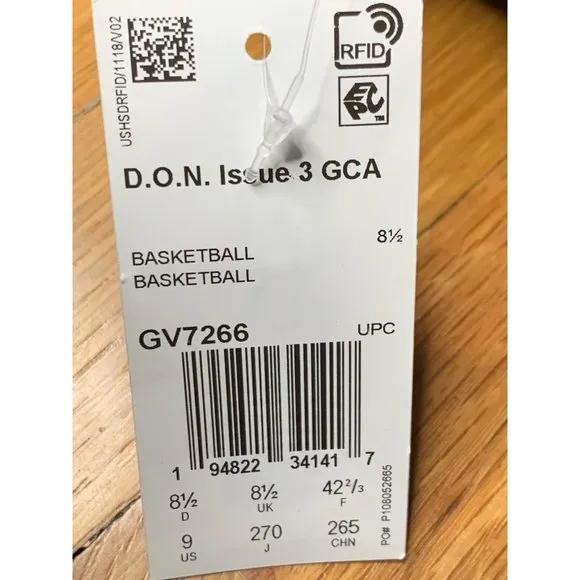 USHSDRFID/1118/V02
RFID
EPC™
D.O.N. Issue 3 GCA
8½
BASKETBALL
BASKETBALL
GV7266
UPC
1 94822 34141 7
8½ 8½ 42⅔
D UK F
9 270 265
US J CHN
PO# P108052665